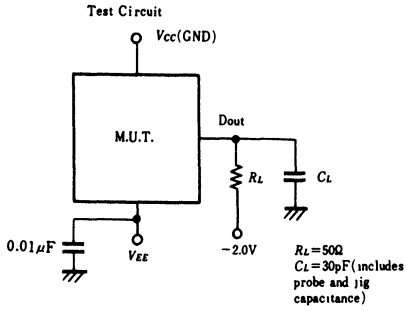 Test Circuit
Vcc(GND)
M.U.T.
Dout
RL
CL
0.01μF
VEE
−2.0V
RL=50Ω
CL=30pF(includes
probe and jig
capacitance)